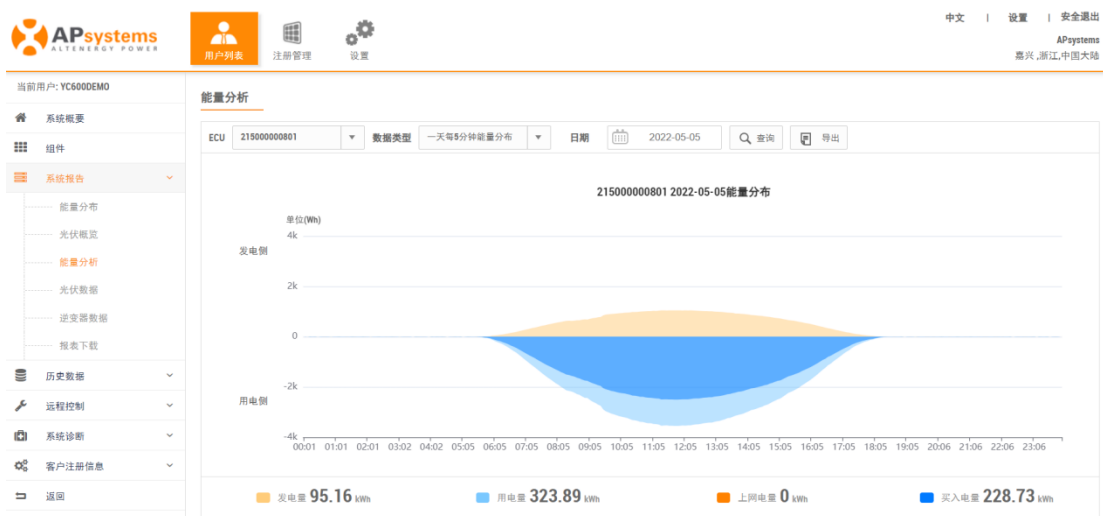 APsystems
ALTENERGY POWER
用户列表
注册管理
设置
中文 | 设置 | 安全退出
APsystems
嘉兴 ,浙江,中国大陆
当前用户: YC600DEMO
系统概要
组件
系统报告
能量分布
光伏概览
能量分析
光伏数据
逆变器数据
报表下载
历史数据
远程控制
系统诊断
客户注册信息
返回
能量分析
ECU 215000000801 数据类型 一天每5分钟能量分布 日期 2022-05-05 查询 导出
215000000801 2022-05-05能量分布
单位(Wh)
4k
发电侧
2k
0
-2k
用电侧
-4k
00:01 01:01 02:01 03:02 04:02 05:05 06:05 07:05 08:05 09:05 10:05 11:05 12:05 13:05 14:05 15:05 16:05 17:05 18:05 19:05 20:06 21:06 22:06 23:06
发电量 95.16 kWh 用电量 323.89 kWh 上网电量 0 kWh 买入电量 228.73 kWh